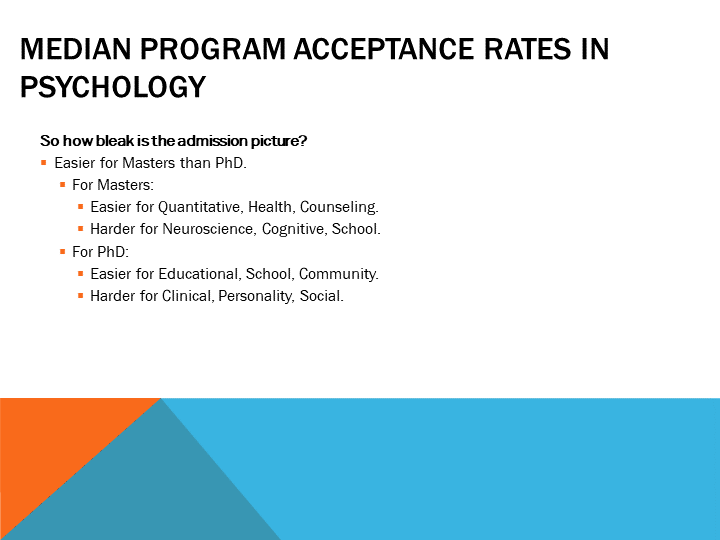 MEDIAN PROGRAM ACCEPTANCE RATES IN
PSYCHOLOGY
So how bleak is the admission picture?
▪ Easier for Masters than PhD.
▪ For Masters:
▪ Easier for Quantitative, Health, Counseling.
▪ Harder for Neuroscience, Cognitive, School.
▪ For PhD:
▪ Easier for Educational, School, Community.
▪ Harder for Clinical, Personality, Social.